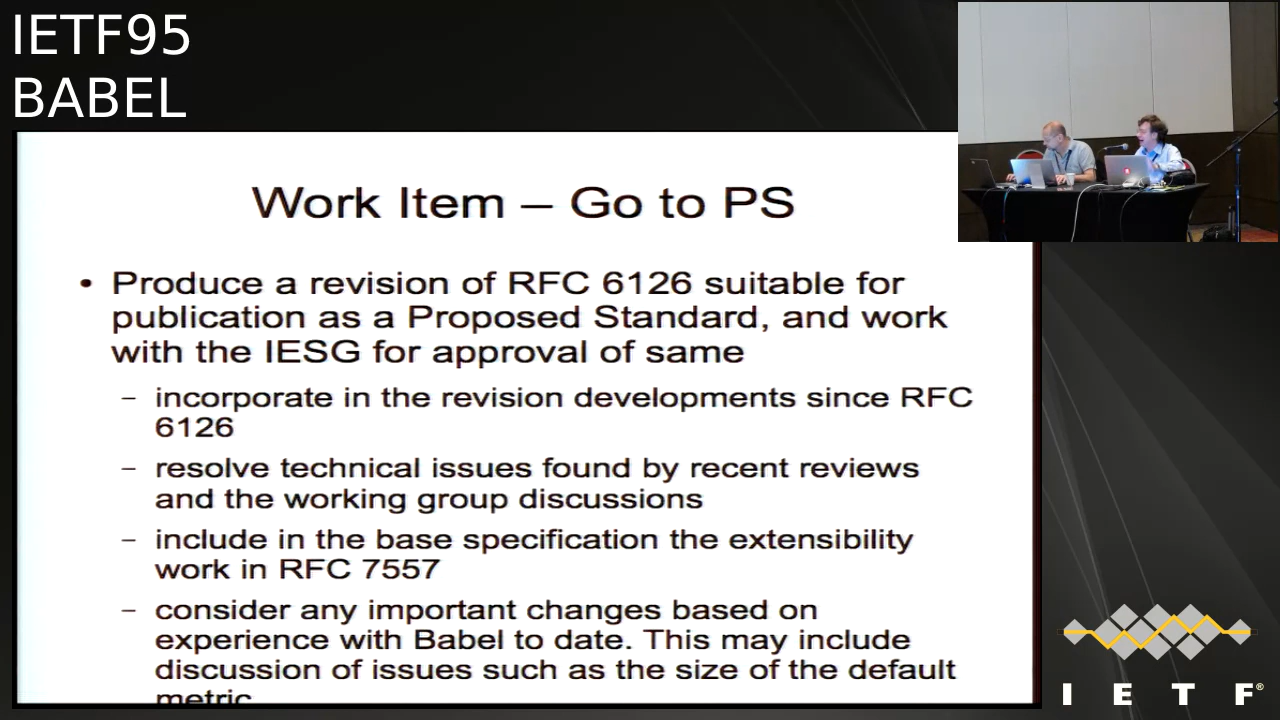 IETF95
BABEL
Work Item – Go to PS
• Produce a revision of RFC 6126 suitable for
publication as a Proposed Standard, and work
with the IESG for approval of same
– incorporate in the revision developments since RFC
6126
– resolve technical issues found by recent reviews
and the working group discussions
– include in the base specification the extensibility
work in RFC 7557
– consider any important changes based on
experience with Babel to date. This may include
discussion of issues such as the size of the default
metric
I E T F®